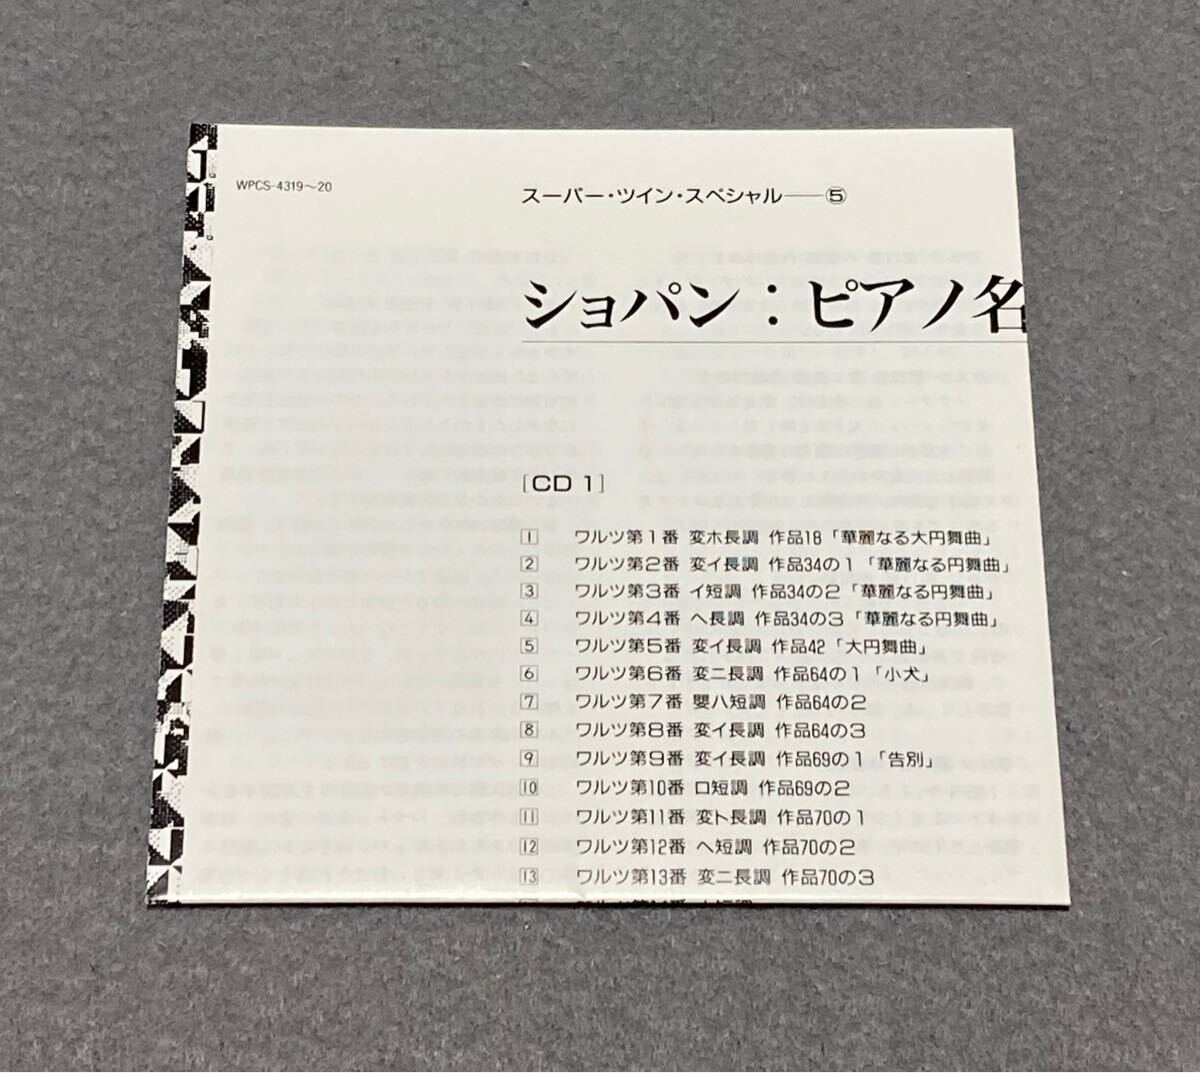 WPCS-4319〜20
スーパー・ツイン・スペシャル——⑤
ショパン：ピアノ名
[CD 1]
1 ワルツ第1番 変ホ長調 作品18「華麗なる大円舞曲」
2 ワルツ第2番 変イ長調 作品34の1「華麗なる円舞曲」
3 ワルツ第3番 イ短調 作品34の2「華麗なる円舞曲」
4 ワルツ第4番 ヘ長調 作品34の3「華麗なる円舞曲」
5 ワルツ第5番 変イ長調 作品42「大円舞曲」
6 ワルツ第6番 変ニ長調 作品64の1「小犬」
7 ワルツ第7番 嬰ハ短調 作品64の2
8 ワルツ第8番 変イ長調 作品64の3
9 ワルツ第9番 変イ長調 作品69の1「告別」
10 ワルツ第10番 ロ短調 作品69の2
11 ワルツ第11番 変ト長調 作品70の1
12 ワルツ第12番 ヘ短調 作品70の2
13 ワルツ第13番 変ニ長調 作品70の3